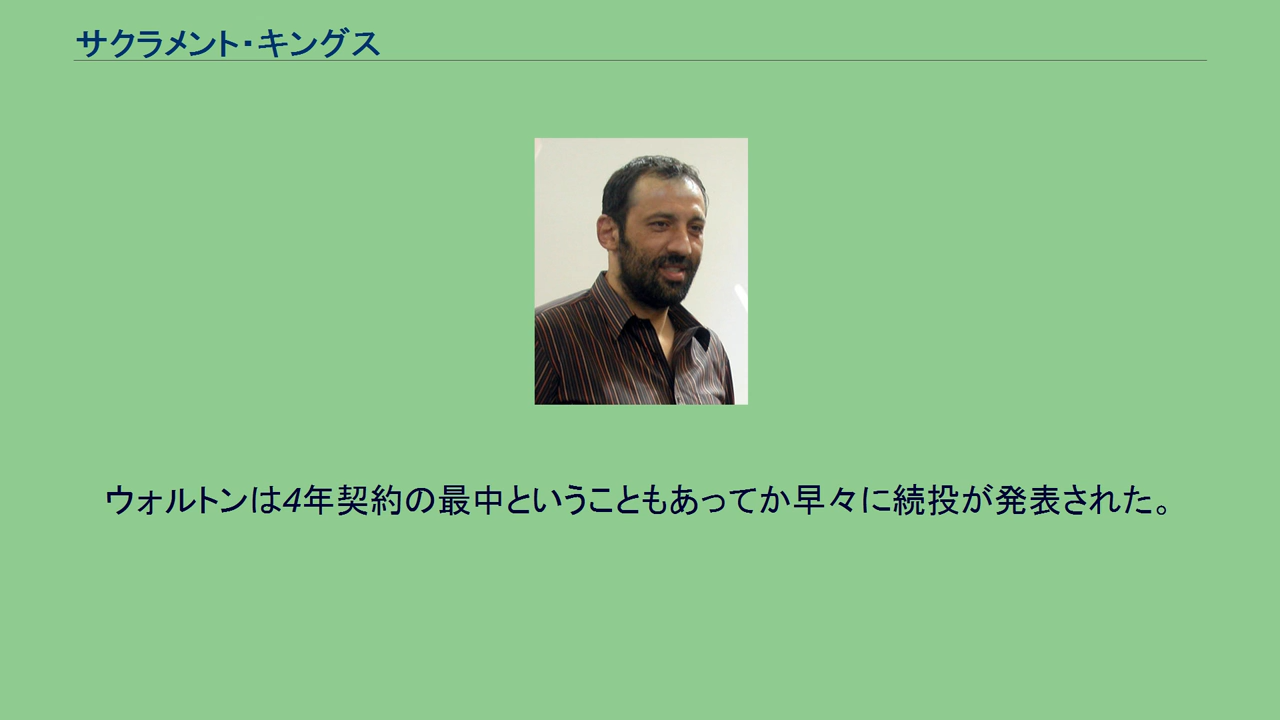 サクラメント・キングス
ウォルトンは4年契約の最中ということもあってか早々に続投が発表された。